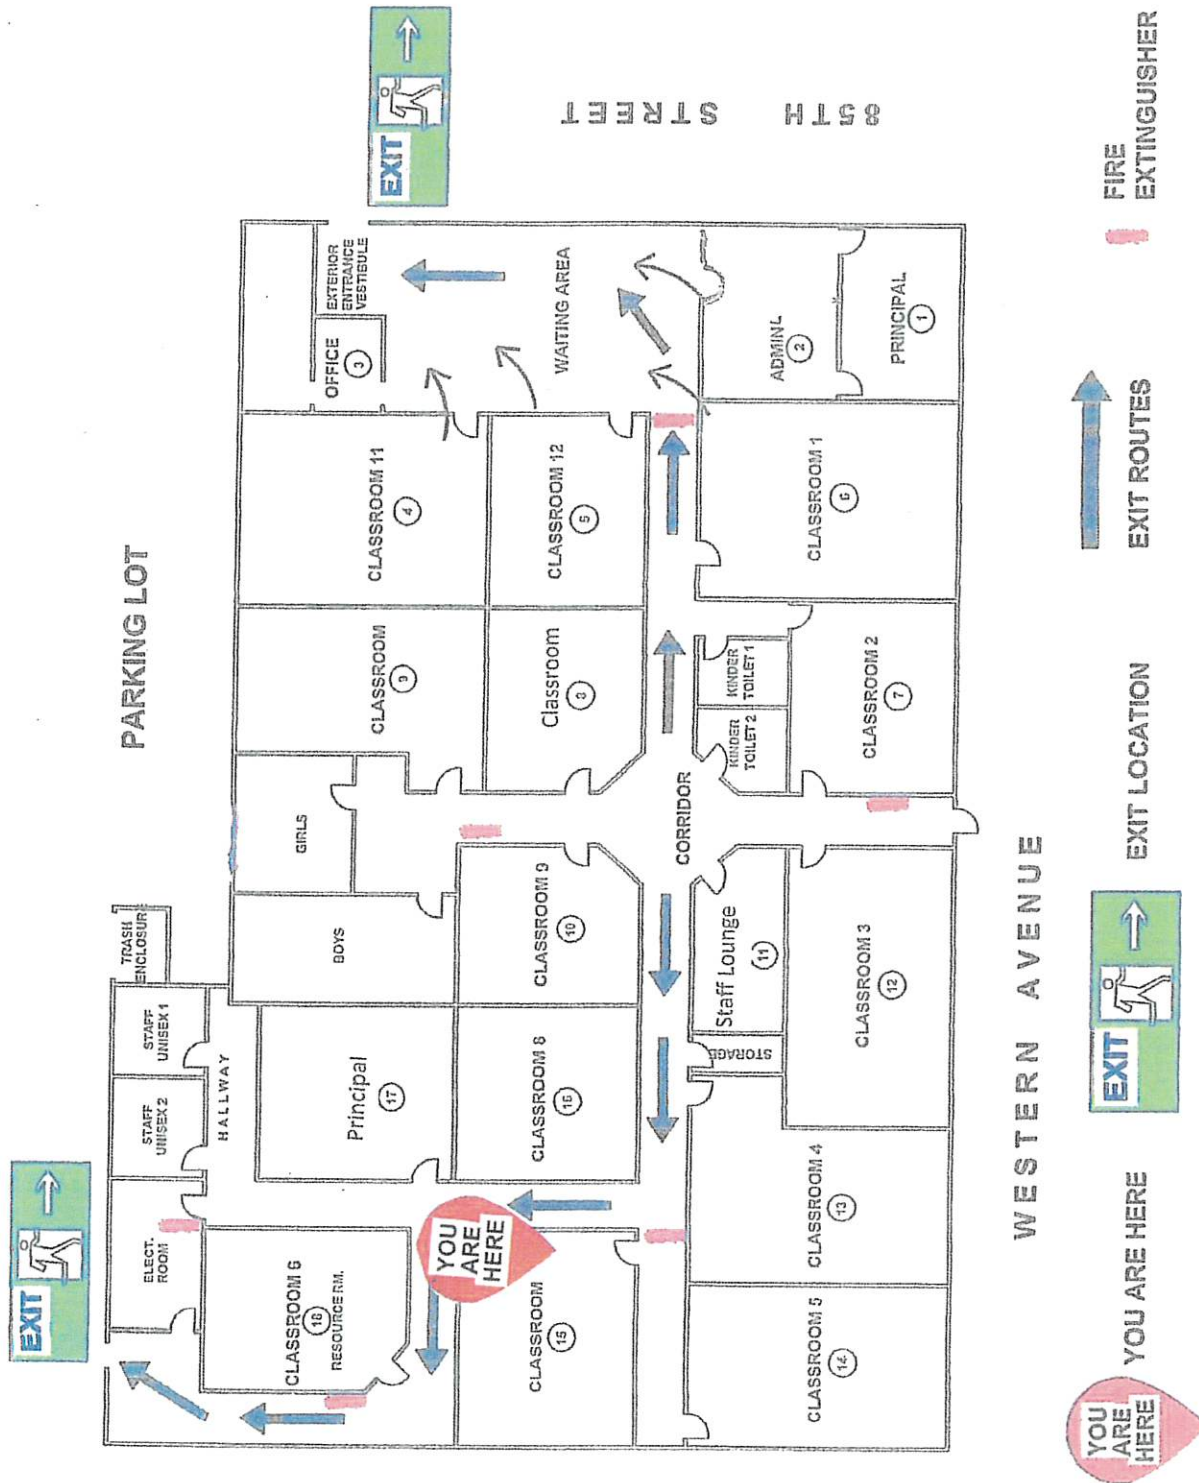 EXIT
85TH STREET
PARKING LOT
TRASH
ENCLOSURE
STAFF
UNISEX 1
STAFF
UNISEX 2
ELECT.
ROOM
EXIT
HALLWAY
GIRLS
BOYS
CLASSROOM
9
CLASSROOM 11
4
OFFICE
3
EXTERIOR
ENTRANCE
VESTIBULE
WAITING AREA
CLASSROOM 12
5
Classroom
8
CLASSROOM 9
10
CLASSROOM 8
16
Principal
17
CLASSROOM 6
18
RESOURCE RM.
YOU
ARE
HERE
CLASSROOM
15
CORRIDOR
KINDER
TOILET 1
KINDER
TOILET 2
Staff Lounge
11
STORAGE
ADMINL
2
PRINCIPAL
1
CLASSROOM 1
6
CLASSROOM 2
7
CLASSROOM 3
12
CLASSROOM 4
13
CLASSROOM 5
14
WESTERN AVENUE
YOU
ARE
HERE
YOU ARE HERE
EXIT
EXIT LOCATION
EXIT ROUTES
FIRE
EXTINGUISHER